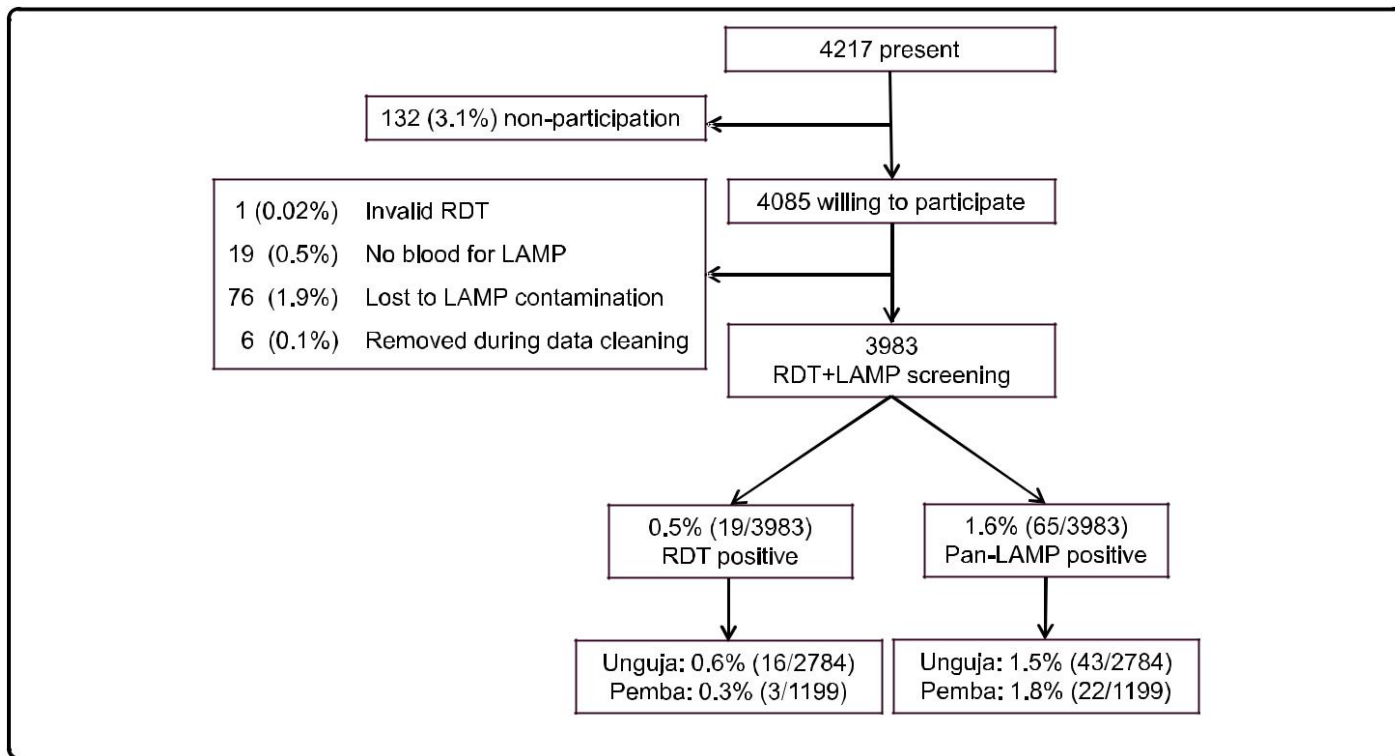 4217 present
132 (3.1%) non-participation
4085 willing to participate
1 (0.02%) Invalid RDT
19 (0.5%) No blood for LAMP
76 (1.9%) Lost to LAMP contamination
6 (0.1%) Removed during data cleaning
3983
RDT+LAMP screening
0.5% (19/3983)
RDT positive
1.6% (65/3983)
Pan-LAMP positive
Unguja: 0.6% (16/2784)
Pemba: 0.3% (3/1199)
Unguja: 1.5% (43/2784)
Pemba: 1.8% (22/1199)